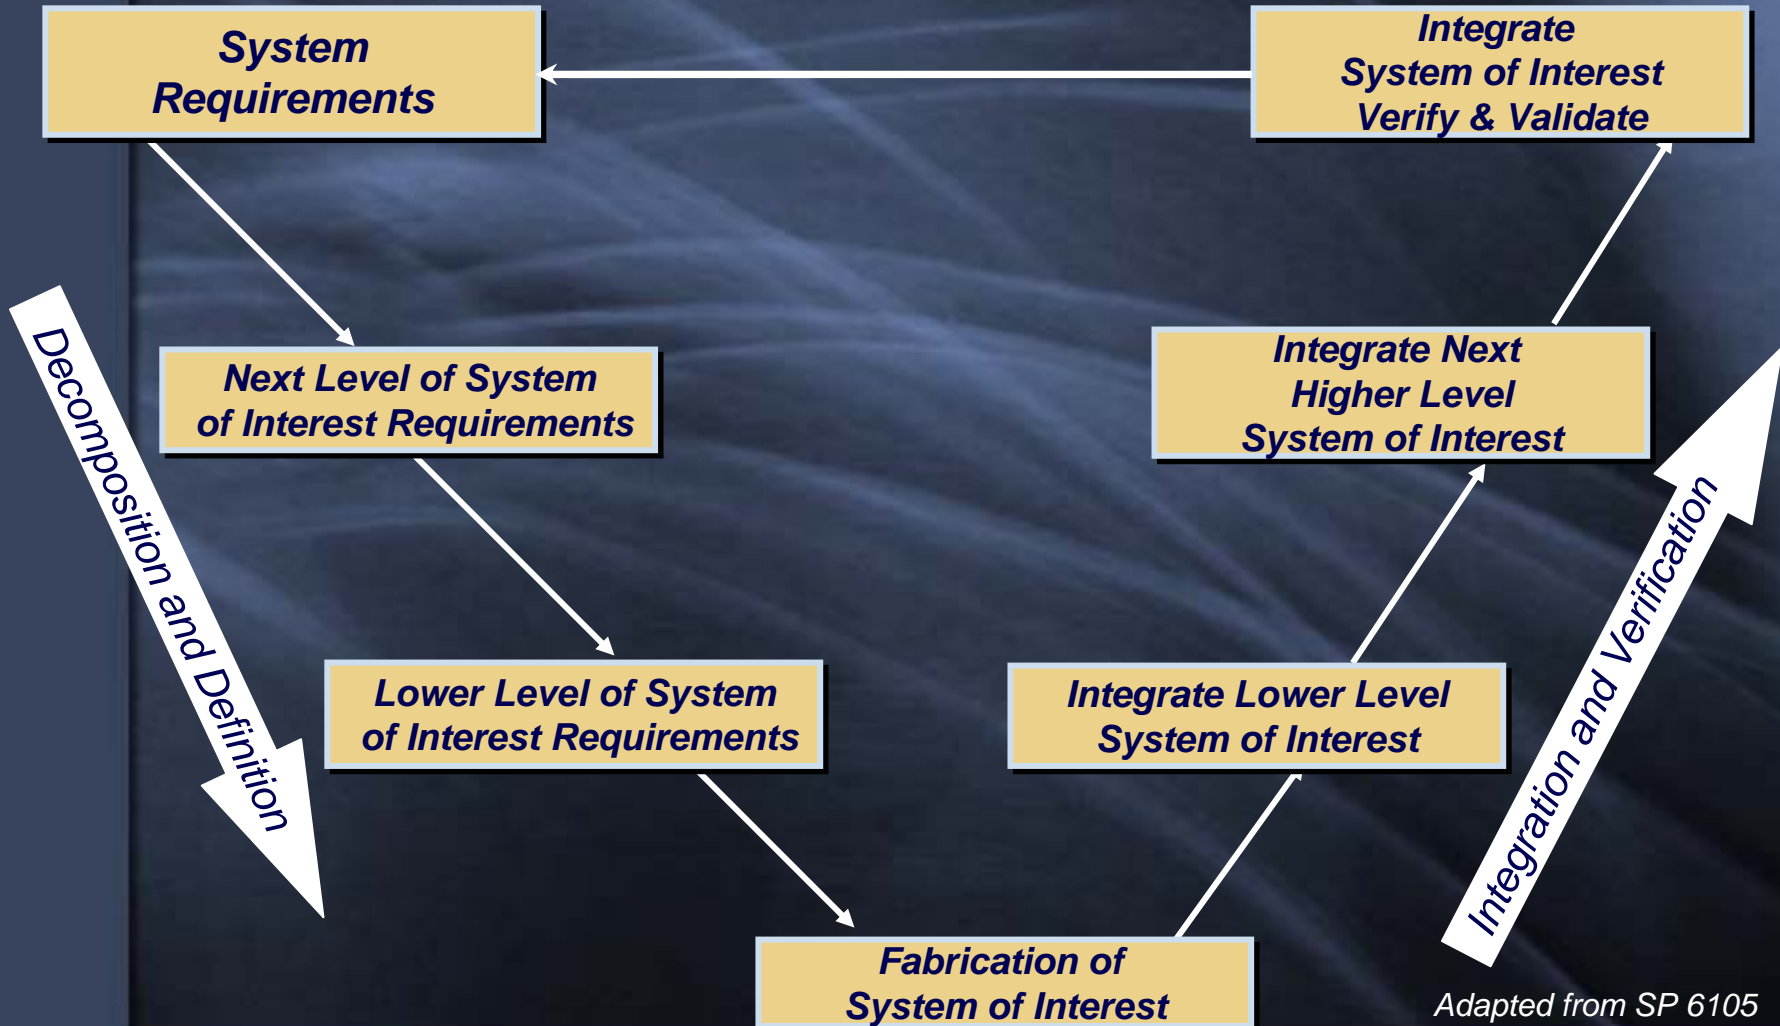 System
Requirements
Integrate
System of Interest
Verify & Validate
Decomposition and Definition
Next Level of System
of Interest Requirements
Integrate Next
Higher Level
System of Interest
Lower Level of System
of Interest Requirements
Integrate Lower Level
System of Interest
Integration and Verification
Fabrication of
System of Interest
Adapted from SP 6105